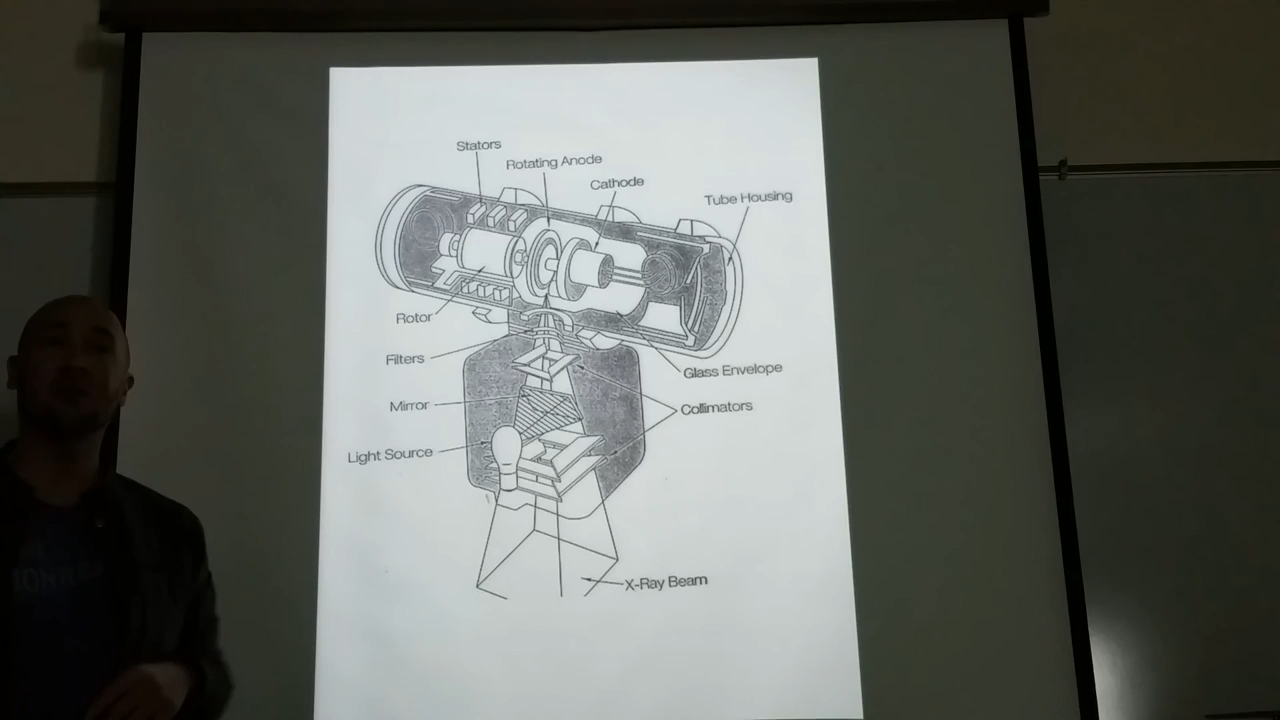 Stators
Rotating Anode
Cathode
Tube Housing
Rotor
Filters
Glass Envelope
Mirror
Collimators
Light Source
X-Ray Beam